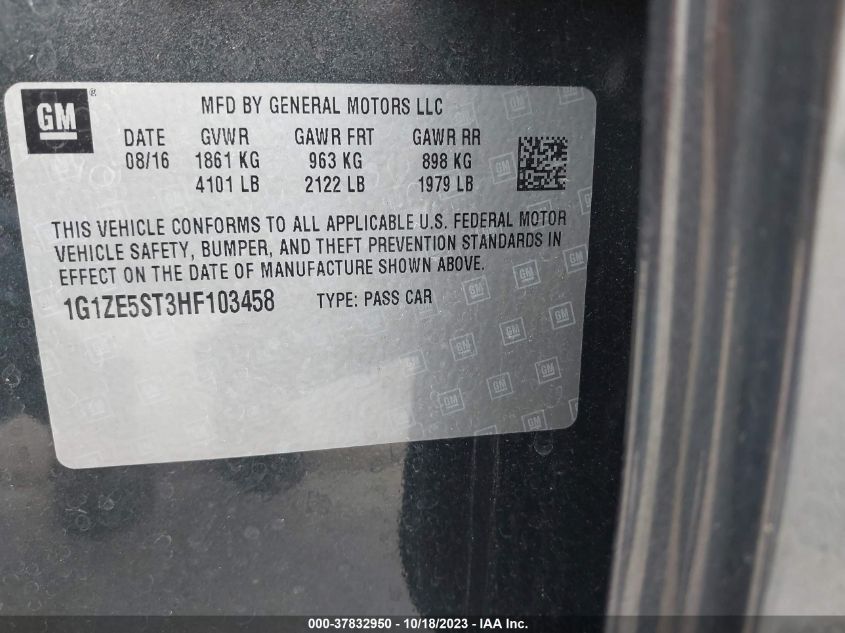 GM ®
MFD BY GENERAL MOTORS LLC
DATE GVWR GAWR FRT GAWR RR
08/16 1861 KG 963 KG 898 KG
4101 LB 2122 LB 1979 LB
THIS VEHICLE CONFORMS TO ALL APPLICABLE U.S. FEDERAL MOTOR
VEHICLE SAFETY, BUMPER, AND THEFT PREVENTION STANDARDS IN
EFFECT ON THE DATE OF MANUFACTURE SHOWN ABOVE.
1G1ZE5ST3HF103458 TYPE: PASS CAR
000-37832950 - 10/18/2023 - IAA Inc.